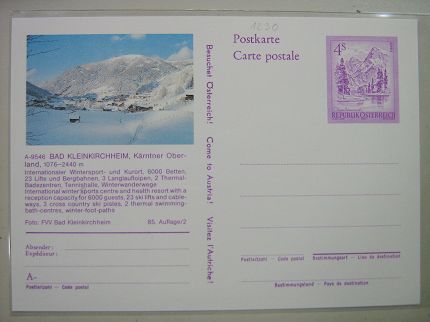 1230
Postkarte
Carte postale
4S
REPUBLIK ÖSTERREICH
A-9546 BAD KLEINKIRCHHEIM, Kärntner Ober-
land, 1076–2440 m
Internationaler Wintersport- und Kurort, 6000 Betten,
23 Lifte und Bergbahnen, 3 Langlaufloipen, 2 Thermal-
Badezentren, Tennishalle, Winterwanderwege
International winter sports centre and health resort with a
reception capacity for 6000 guests, 23 ski lifts and cable-
ways, 3 cross country ski pistes, 2 thermal swimming-
bath-centres, winter-foot-paths
Foto: FVV Bad Kleinkirchheim 85. Auflage/2
Besuchet Österreich! Come to Austria! Visitez l'Autriche!
Absender:
Expéditeur:
A–
Postleitzahl – Code postal
Postleitzahl – Code postal Bestimmungsort – Lieu de destination
Bestimmungsland – Pays de destination